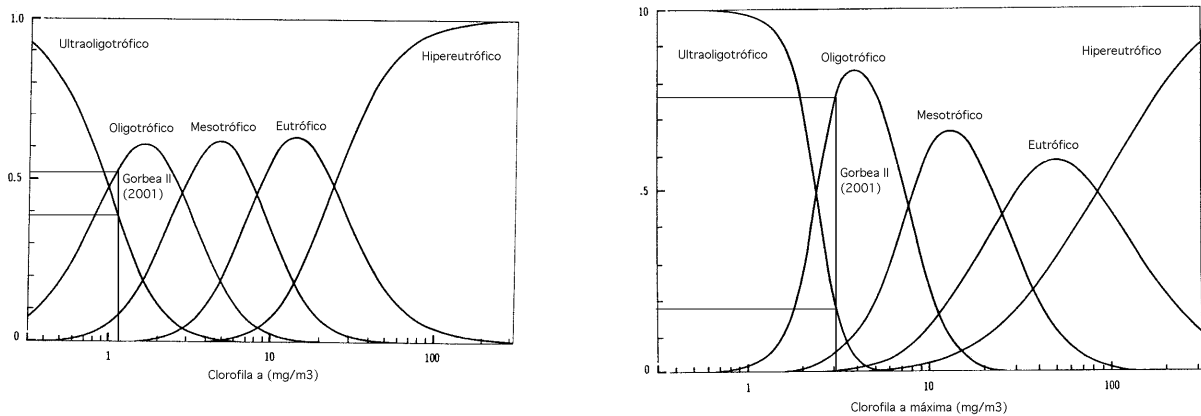 1.0
Ultraoligotrófico
Hipereutrófico
Oligotrófico
Mesotrófico
Eutrófico
0.5
Gorbea II
(2001)
0
1
10
100
Clorofila a (mg/m3)
10
Ultraoligotrófico
Oligotrófico
Hipereutrófico
Mesotrófico
Eutrófico
Gorbea II
(2001)
.5
0
1
10
100
Clorofila a máxima (mg/m3)